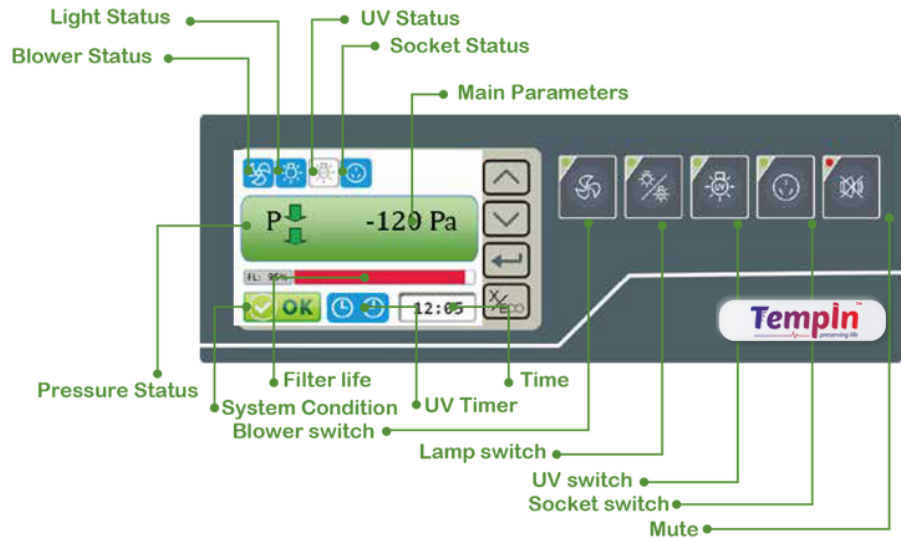 Light Status
UV Status
Blower Status
Socket Status
Main Parameters
P
-120 Pa
FL: 95%
OK
12:05
X/ECO
UV
TempIn™
preserving life
Pressure Status
Filter life
Time
System Condition
UV Timer
Blower switch
Lamp switch
UV switch
Socket switch
Mute